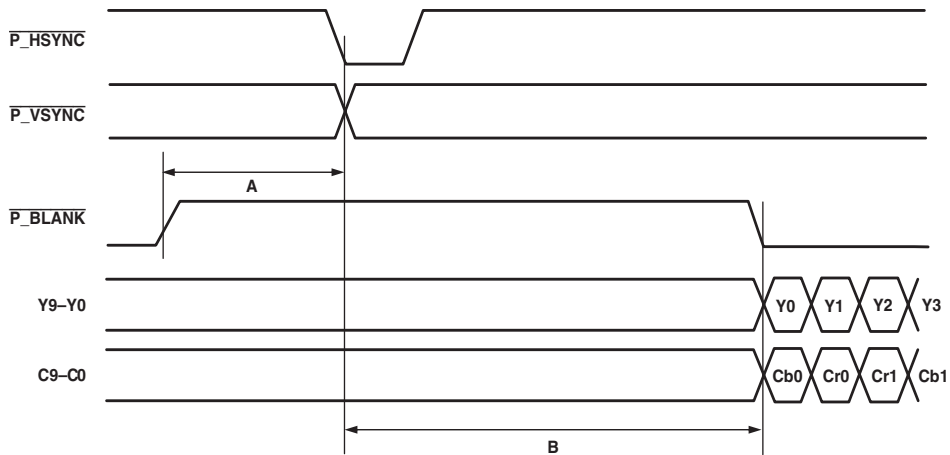 P_HSYNC
P_VSYNC
A
P_BLANK
Y9–Y0 Y0 Y1 Y2 Y3
C9–C0 Cb0 Cr0 Cr1 Cb1
B